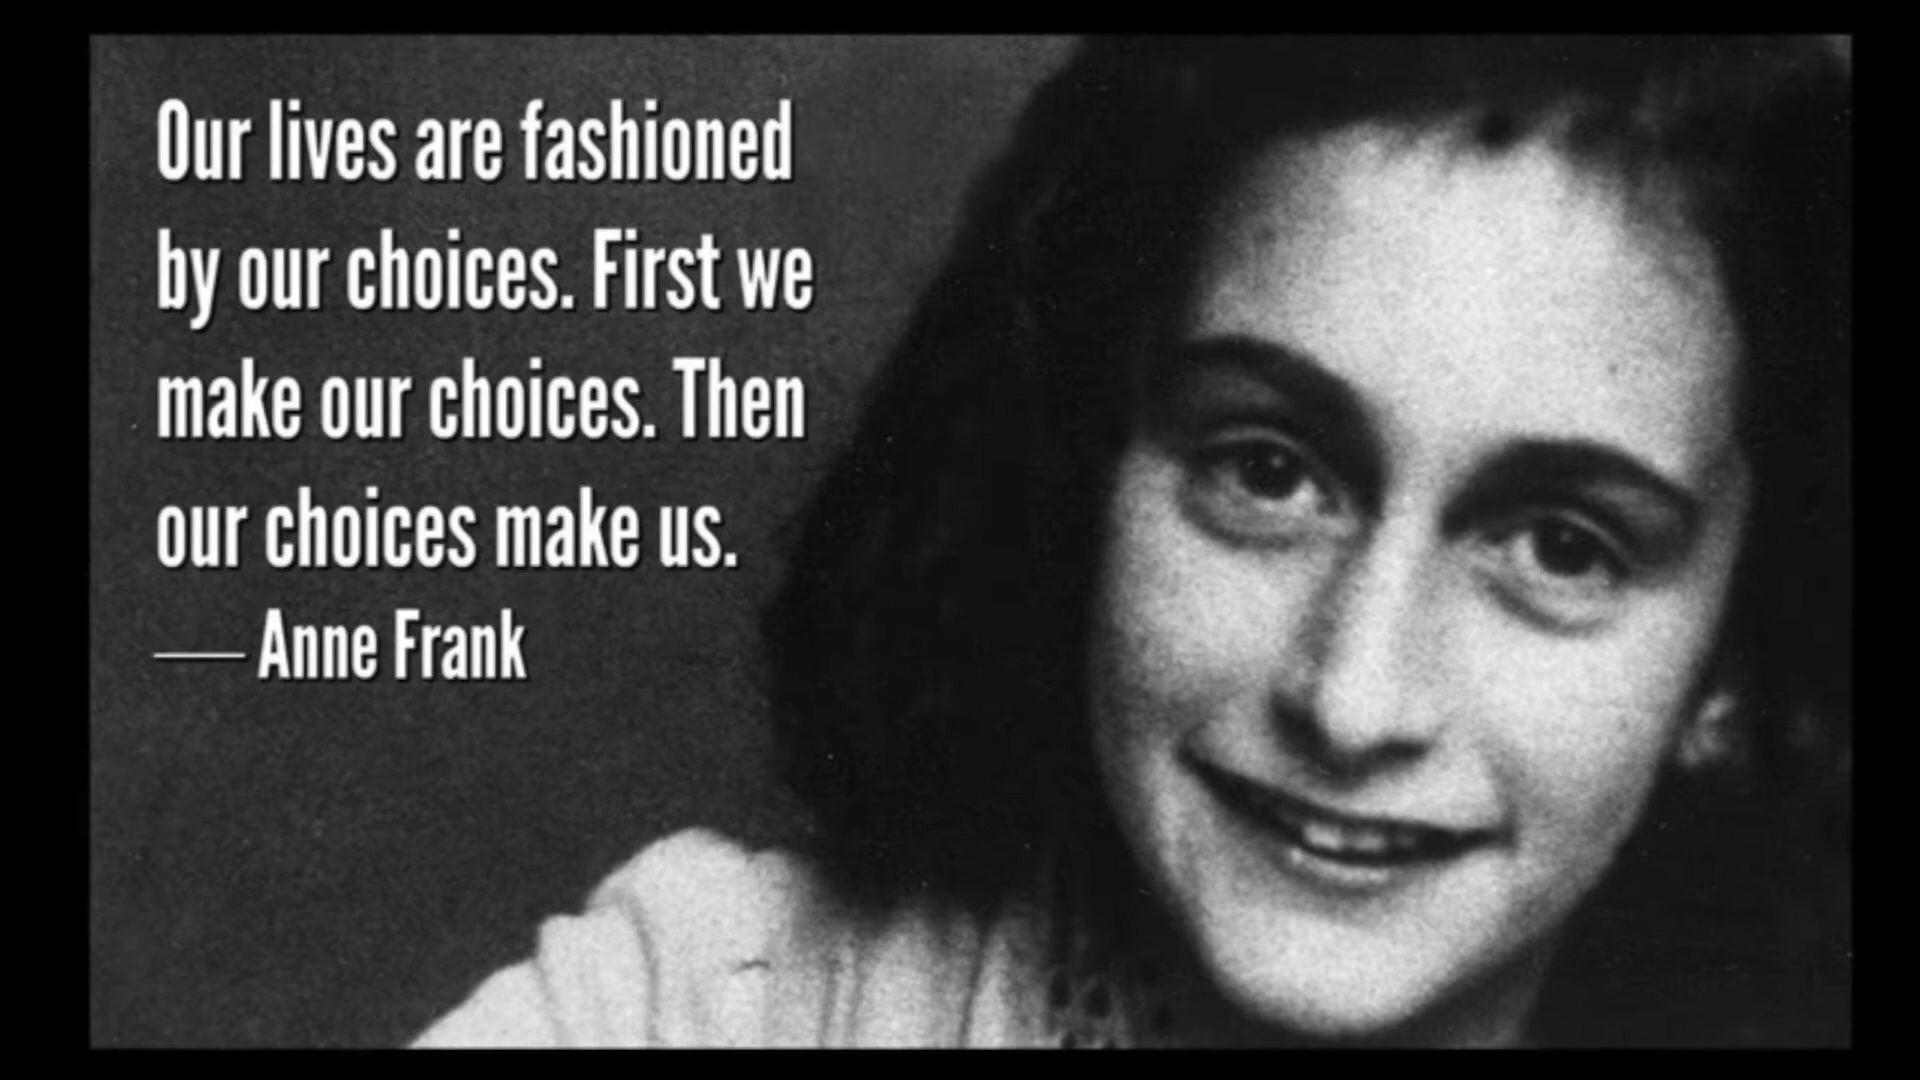 Our lives are fashioned
by our choices. First we
make our choices. Then
our choices make us.
— Anne Frank